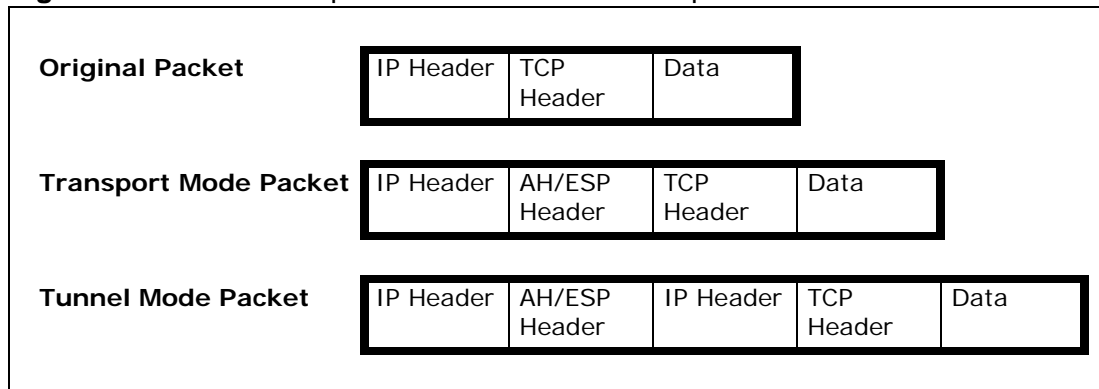 Original Packet IP Header TCP Data
Header
Transport Mode Packet IP Header AH/ESP TCP Data
Header Header
Tunnel Mode Packet IP Header AH/ESP IP Header TCP Data
Header Header